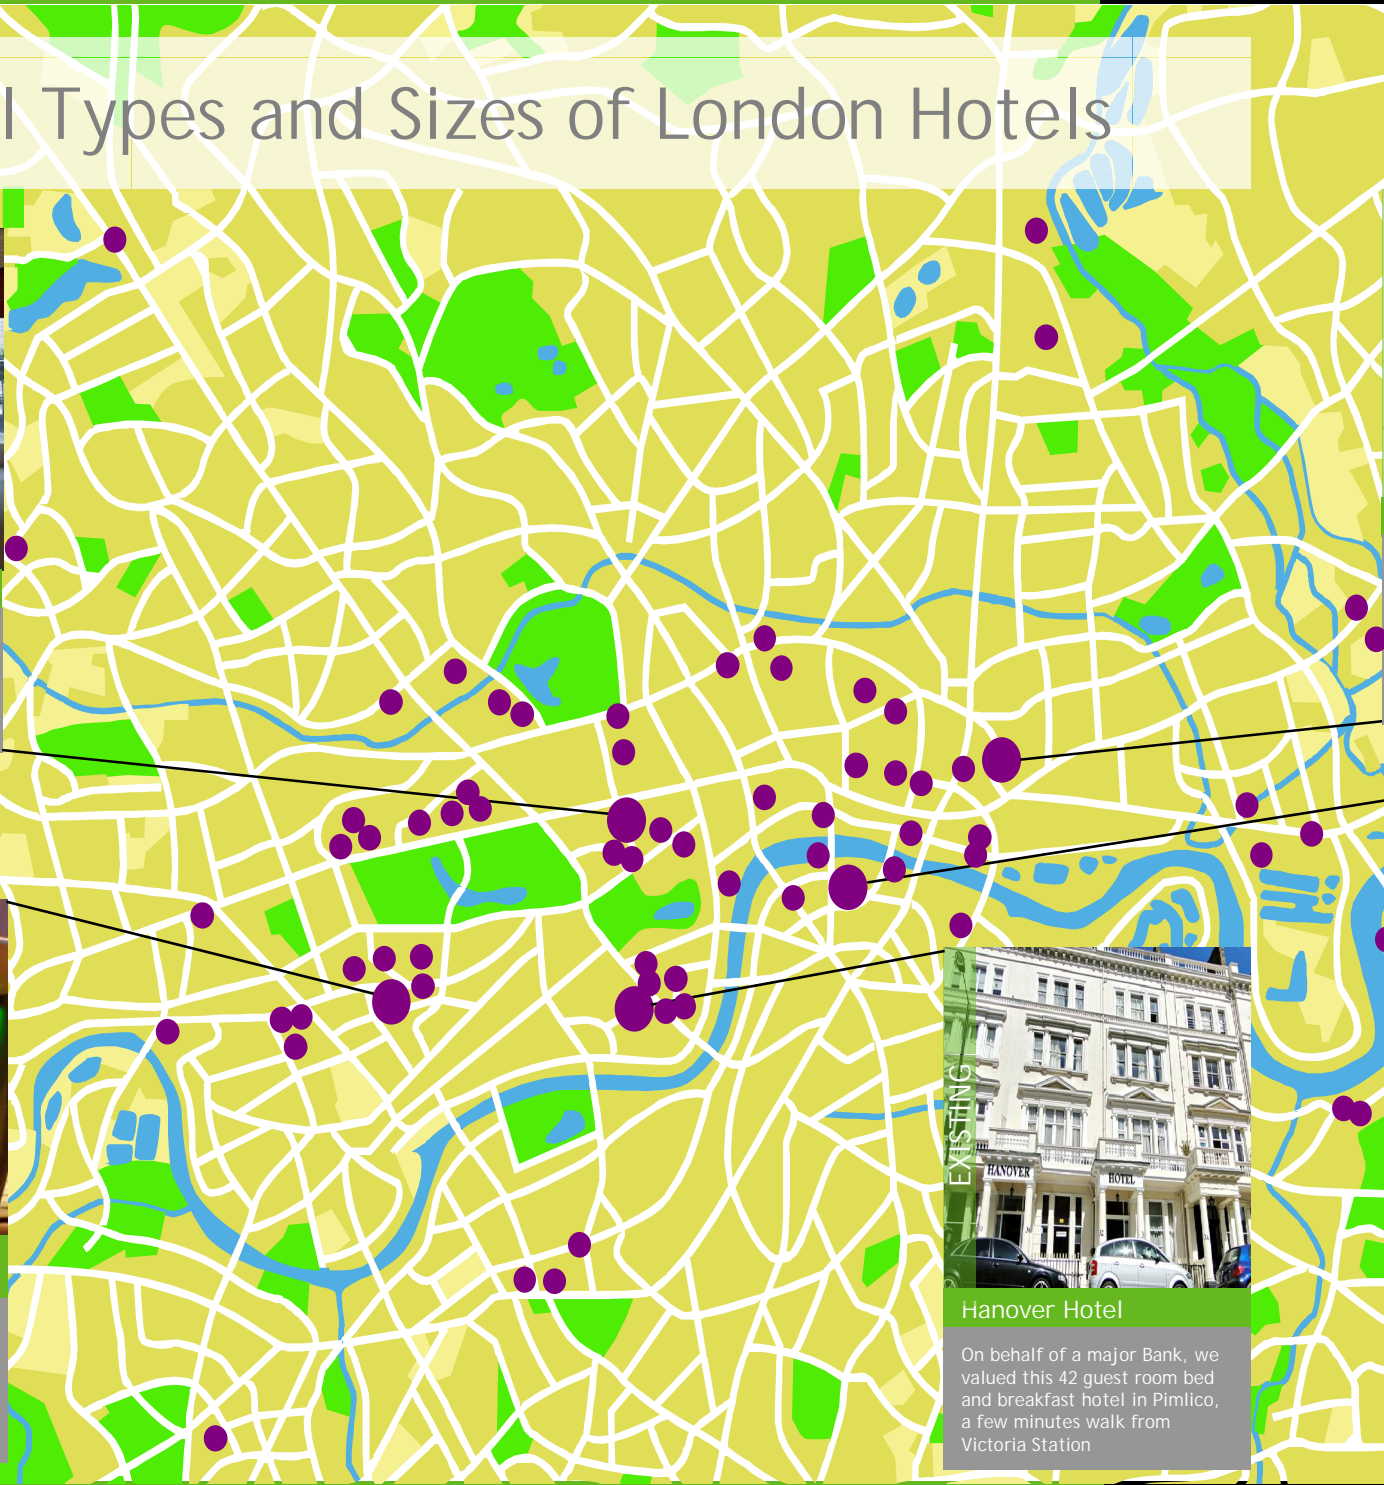 l Types and Sizes of London Hotels
EXISTING
HANOVER
HOTEL
Hanover Hotel
On behalf of a major Bank, we
valued this 42 guest room bed
and breakfast hotel in Pimlico,
a few minutes walk from
Victoria Station